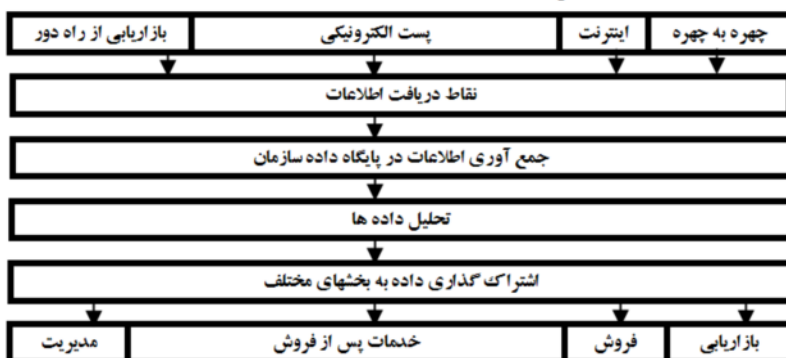 چهره به چهره اینترنت پست الکترونیکی بازاریابی از راه دور
نقاط دریافت اطلاعات
جمع آوری اطلاعات در پایگاه داده سازمان
تحلیل داده ها
اشتراک گذاری داده به بخشهای مختلف
بازاریابی فروش خدمات پس از فروش مدیریت